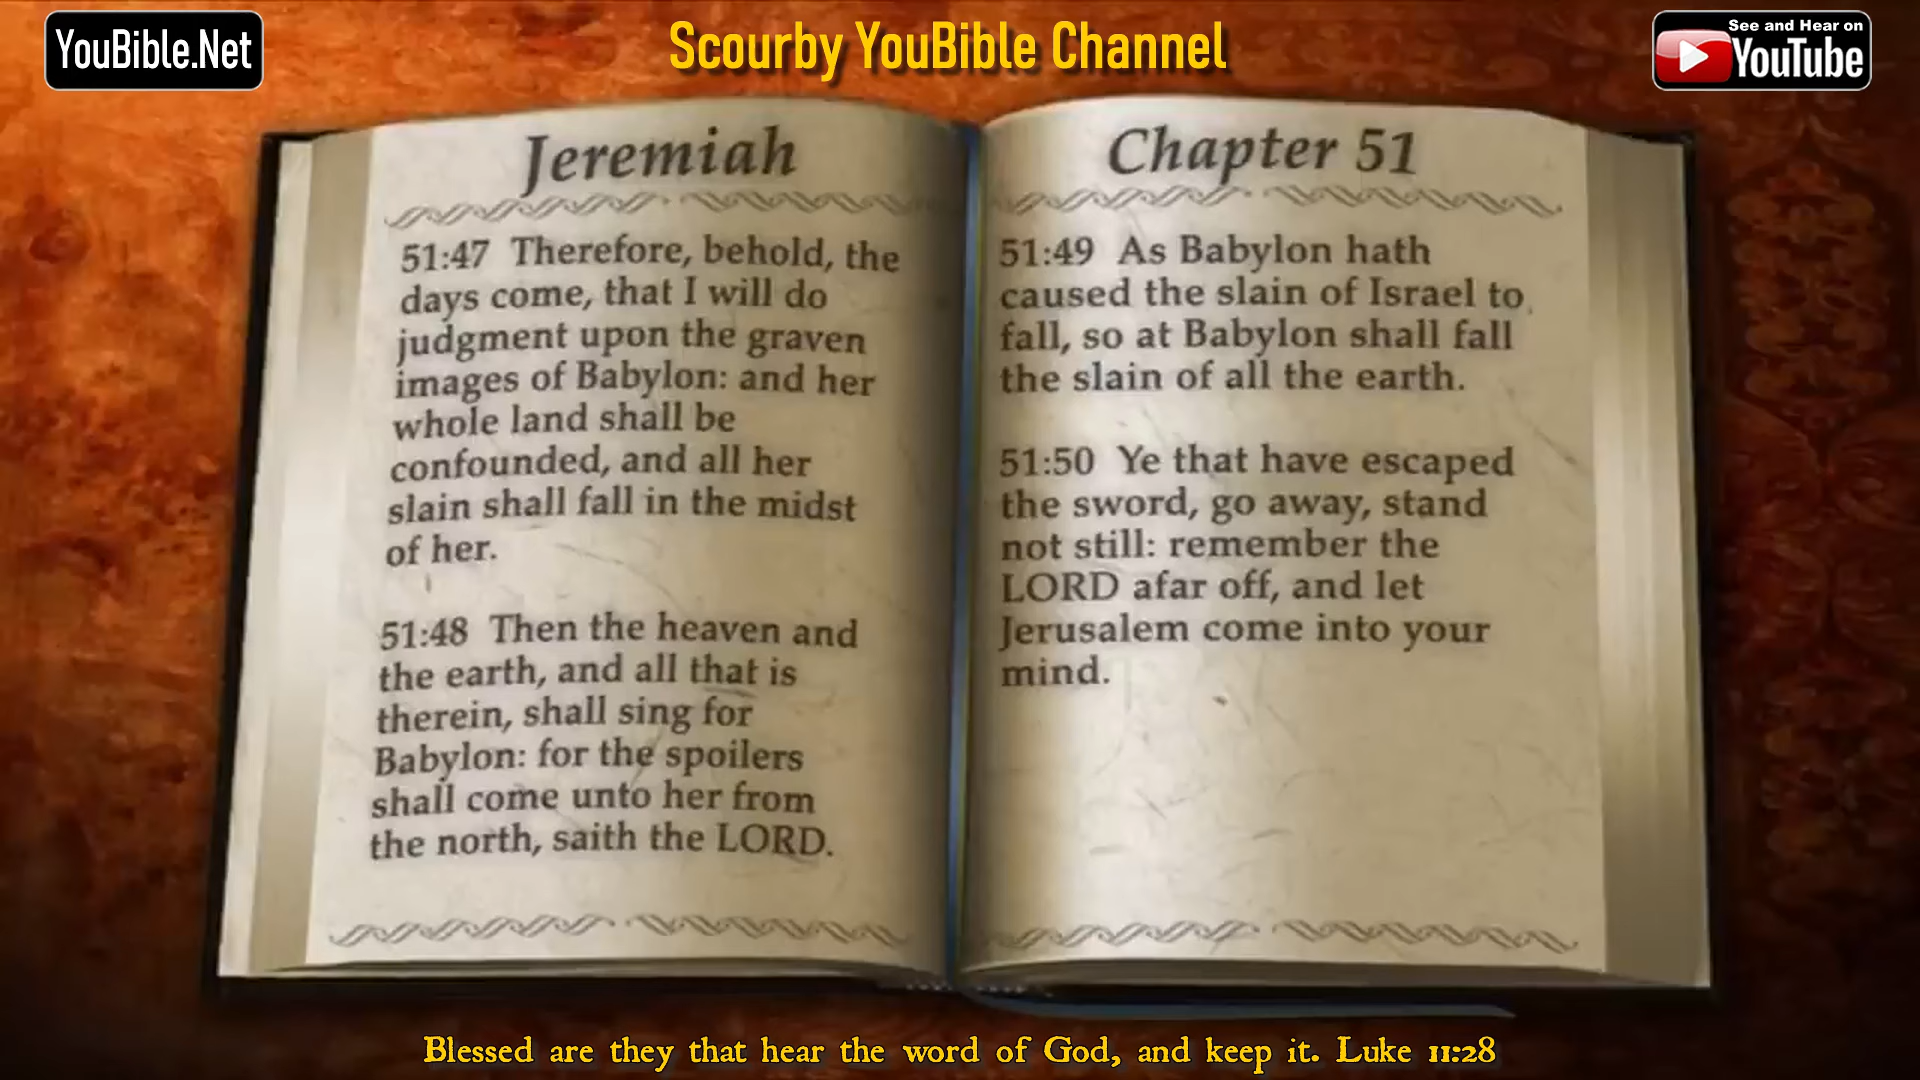 YouBible.Net
Scourby YouBible Channel
See and Hear on
YouTube
Jeremiah
51:47 Therefore, behold, the
days come, that I will do
judgment upon the graven
images of Babylon: and her
whole land shall be
confounded, and all her
slain shall fall in the midst
of her.
51:48 Then the heaven and
the earth, and all that is
therein, shall sing for
Babylon: for the spoilers
shall come unto her from
the north, saith the LORD.
Chapter 51
51:49 As Babylon hath
caused the slain of Israel to
fall, so at Babylon shall fall
the slain of all the earth.
51:50 Ye that have escaped
the sword, go away, stand
not still: remember the
LORD afar off, and let
Jerusalem come into your
mind.
Blessed are they that hear the word of God, and keep it. Luke 11:28